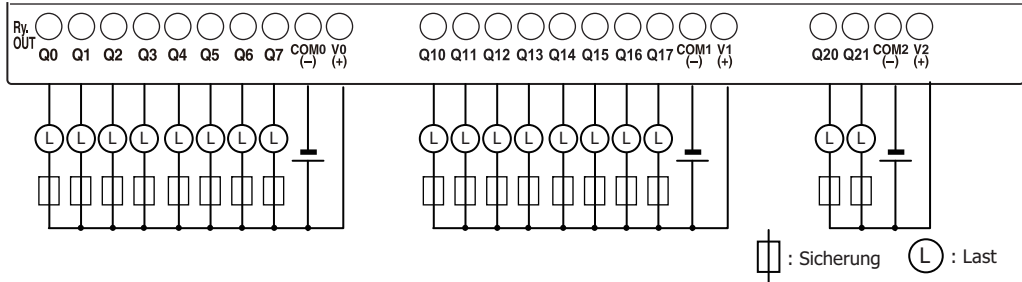 Ry. OUT
Q0 Q1 Q2 Q3 Q4 Q5 Q6 Q7 COM0 (−) V0 (+) Q10 Q11 Q12 Q13 Q14 Q15 Q16 Q17 COM1 (−) V1 (+) Q20 Q21 COM2 (−) V2 (+)
L L L L L L L L L L L L L L L L L L
: Sicherung L : Last